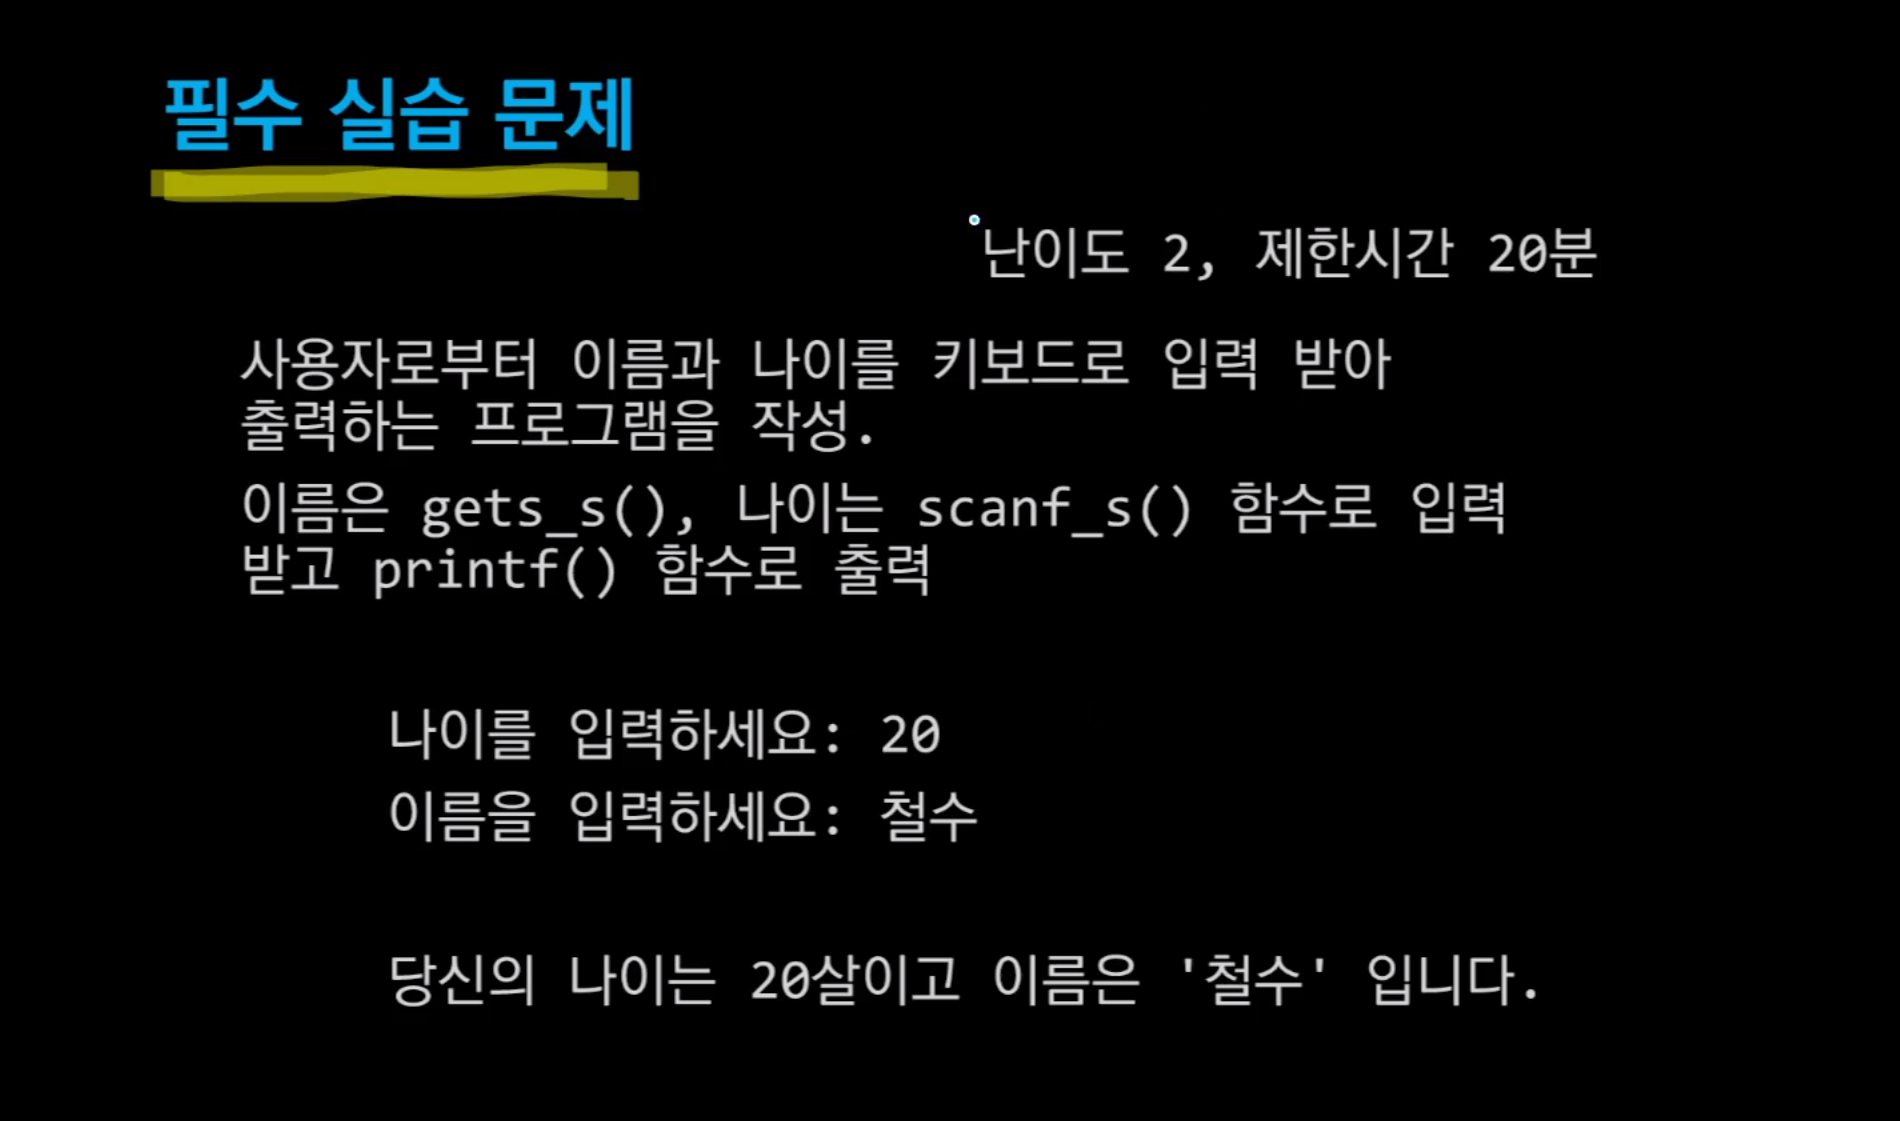 필수 실습 문제
난이도 2, 제한시간 20분
사용자로부터 이름과 나이를 키보드로 입력 받아
출력하는 프로그램을 작성.
이름은 gets_s(), 나이는 scanf_s() 함수로 입력
받고 printf() 함수로 출력
나이를 입력하세요: 20
이름을 입력하세요: 철수
당신의 나이는 20살이고 이름은 '철수' 입니다.